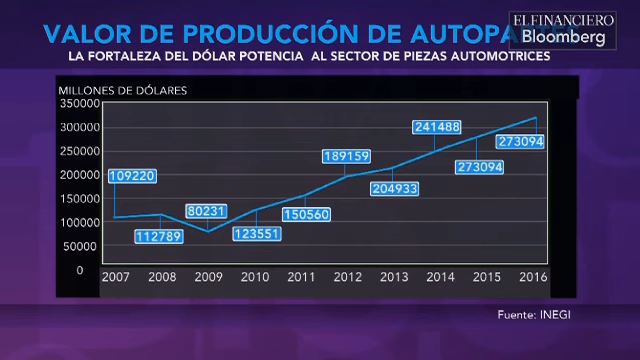 VALOR DE PRODUCCIÓN DE AUTOPARTES
EL FINANCIERO
Bloomberg
LA FORTALEZA DEL DÓLAR POTENCIA AL SECTOR DE PIEZAS AUTOMOTRICES
MILLONES DE DÓLARES
350000
300000
250000
200000
150000
100000
50000
0
109220
112789
80231
123551
150560
189159
204933
241488
273094
273094
2007 2008 2009 2010 2011 2012 2013 2014 2015 2016
Fuente: INEGI